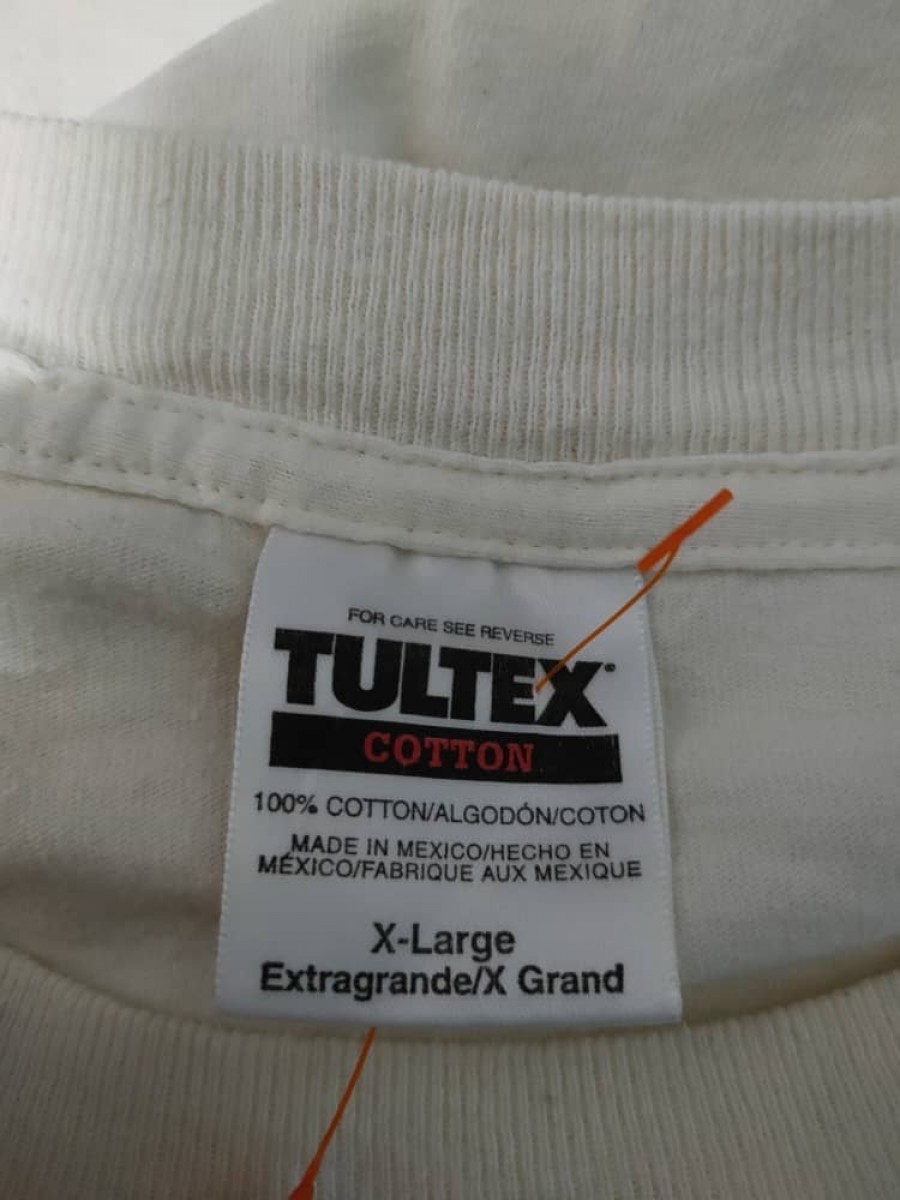 FOR CARE SEE REVERSE
TULTEX®
COTTON
100% COTTON/ALGODÓN/COTON
MADE IN MEXICO/HECHO EN
MÉXICO/FABRIQUE AUX MEXIQUE
X-Large
Extragrande/X Grand